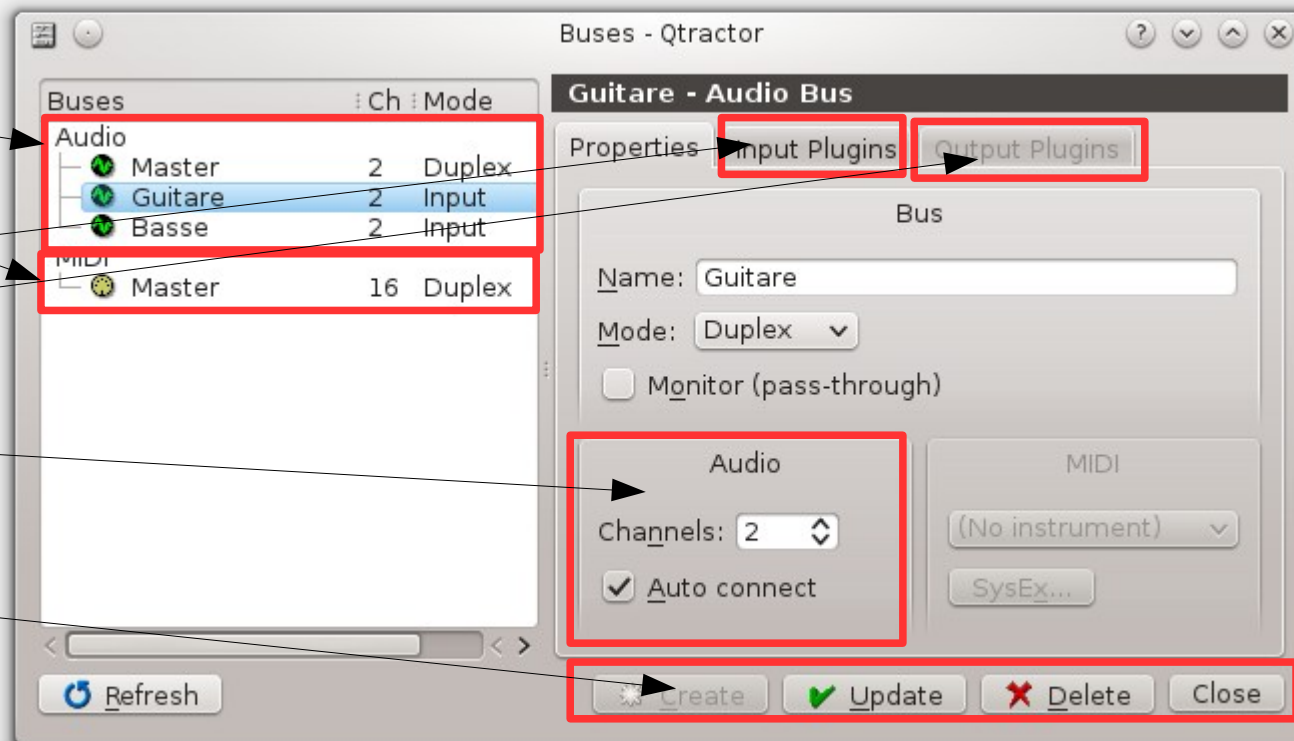 Buses - Qtractor
Buses Ch Mode
Audio
Master 2 Duplex
Guitare 2 Input
Basse 2 Input
MIDI
Master 16 Duplex
Refresh
Guitare - Audio Bus
Properties Input Plugins Output Plugins
Bus
Name: Guitare
Mode: Duplex
Monitor (pass-through)
Audio
Channels: 2
Auto connect
MIDI
(No instrument)
SysEx...
Create Update Delete Close